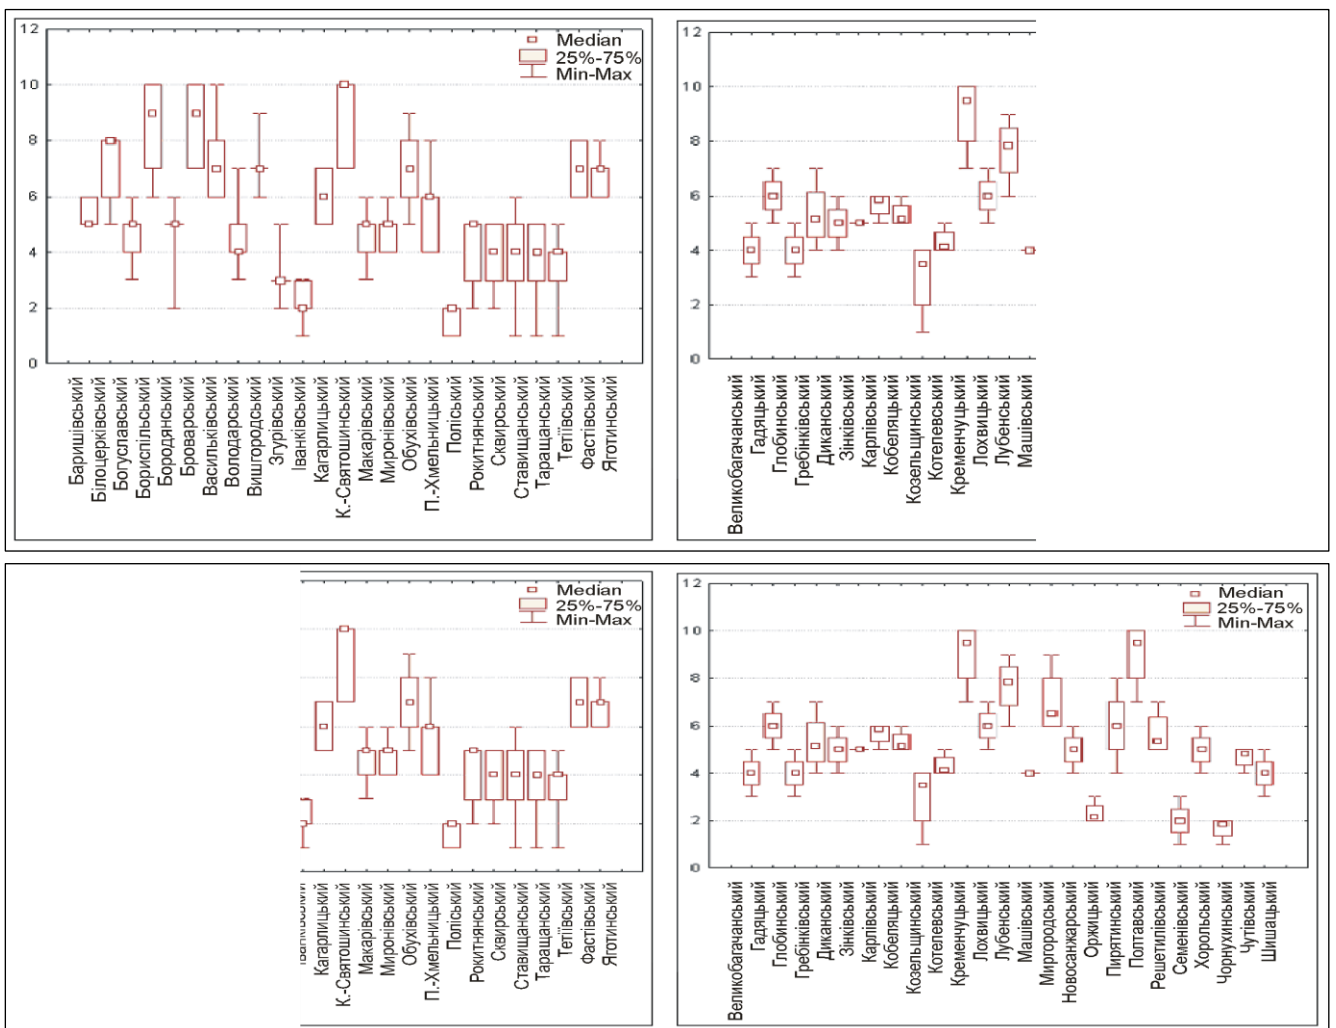 12
10
8
6
4
2
0
Median
25%-75%
Min-Max
Баришівський
Білоцерківський
Богуславський
Бориспільський
Бородянський
Броварський
Васильківський
Володарський
Вишгородський
Згурівський
Іванківський
Кагарлицький
К.-Святошинський
Макарівський
Миронівський
Обухівський
П.-Хмельницький
Поліський
Рокитнянський
Сквирський
Ставищанський
Таращанський
Тетіївський
Фастівський
Яготинський
12
10
8
6
4
2
0
Великобагачанський
Гадяцький
Глобинський
Гребінківський
Диканський
Зінківський
Карлівський
Кобеляцький
Козельщинський
Котелевський
Кременчуцький
Лохвицький
Лубенський
Машівський
Median
25%-75%
Min-Max
Кагарлицький
К.-Святошинський
Макарівський
Миронівський
Обухівський
П.-Хмельницький
Поліський
Рокитнянський
Сквирський
Ставищанський
Таращанський
Тетіївський
Фастівський
Яготинський
12
10
8
6
4
2
0
Median
25%-75%
Min-Max
Великобагачанський
Гадяцький
Глобинський
Гребінківський
Диканський
Зінківський
Карлівський
Кобеляцький
Козельщинський
Котелевський
Кременчуцький
Лохвицький
Лубенський
Машівський
Миргородський
Новосанжарський
Оржицький
Пирятинський
Полтавський
Решетилівський
Семенівський
Хорольський
Чорнухинський
Чутівський
Шишацький